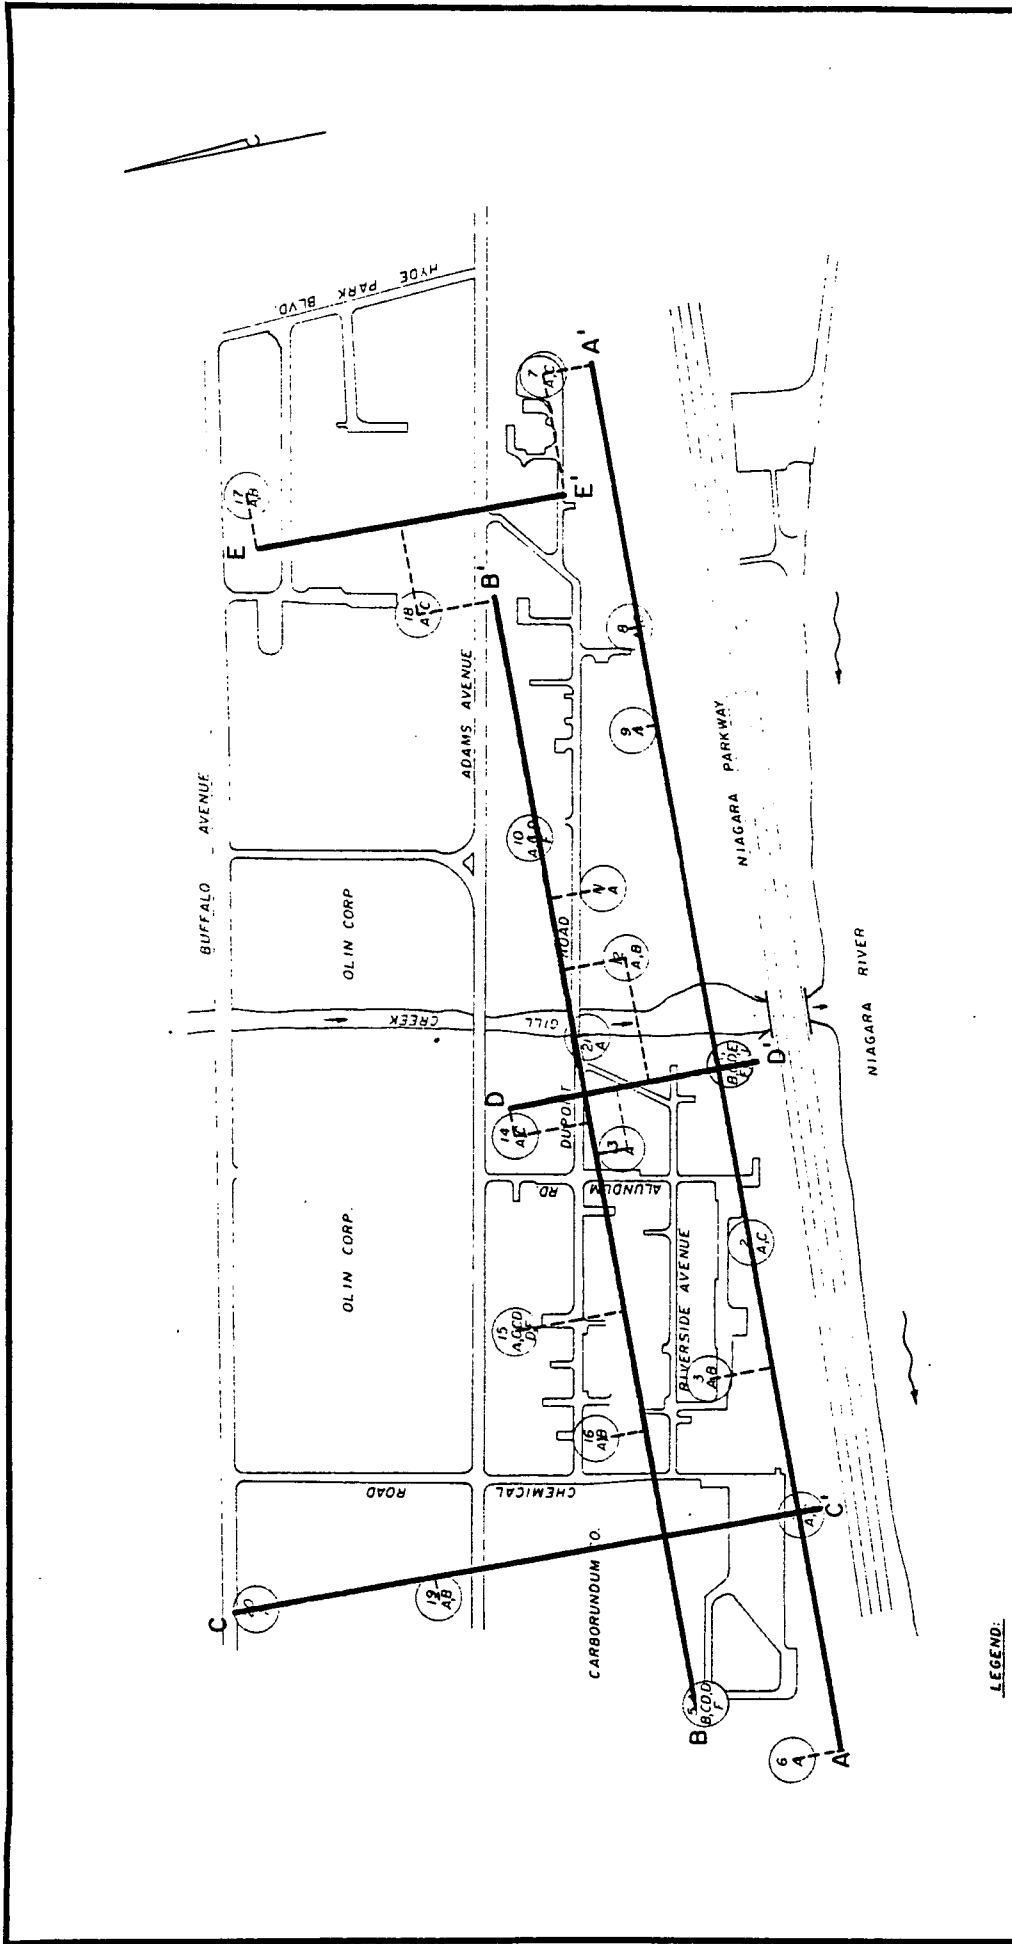 BUFFALO AVENUE
HYDE PARK BLVD.
17
A,B
E
18
A,C
B'
E'
7
A,C
A'
ADAMS AVENUE
OLIN CORP
OLIN CORP.
CREEK
GILL
8
9
A
NIAGARA PARKWAY
10
N
A
12
A,B
ROAD
21
A
DUPONT
D
14
A,C
D'
NIAGARA RIVER
ALUNDUM
RD.
13
A
15
2
A,C
RIVERSIDE AVENUE
3
A,B
16
A,B
CHEMICAL
ROAD
C
20
19
A,B
CARBORUNDUM CO.
C'
A,
5
B,CD,D
F
B
6
A
A
LEGEND: